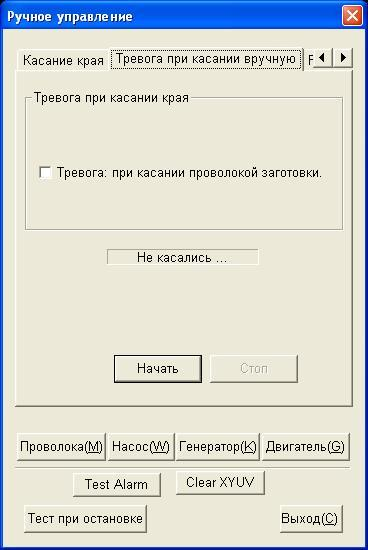 Ручное управление
Касание края Тревога при касании вручную
Тревога при касании края
Тревога: при касании проволокой заготовки.
Не касались ...
Начать Стоп
Проволока(M) Насос(W) Генератор(K) Двигатель(G)
Test Alarm Clear XYUV
Тест при остановке Выход(C)